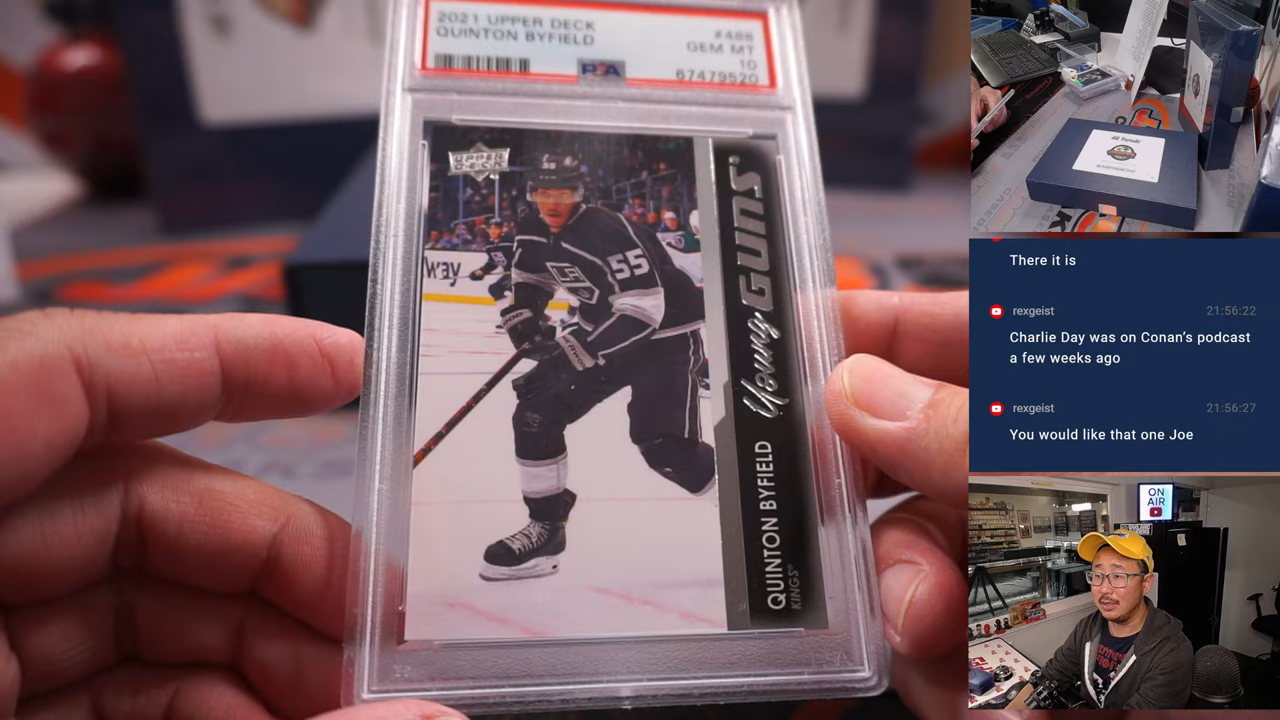 2021 UPPER DECK
QUINTON BYFIELD
#488
GEM MT
10
67479520
PSA
UPPER
DECK
55
WAY
Young GUNS
QUINTON BYFIELD
KINGS
There it is
rexgeist 21:56:22
Charlie Day was on Conan's podcast
a few weeks ago
rexgeist 21:56:27
You would like that one Joe
ON
AIR